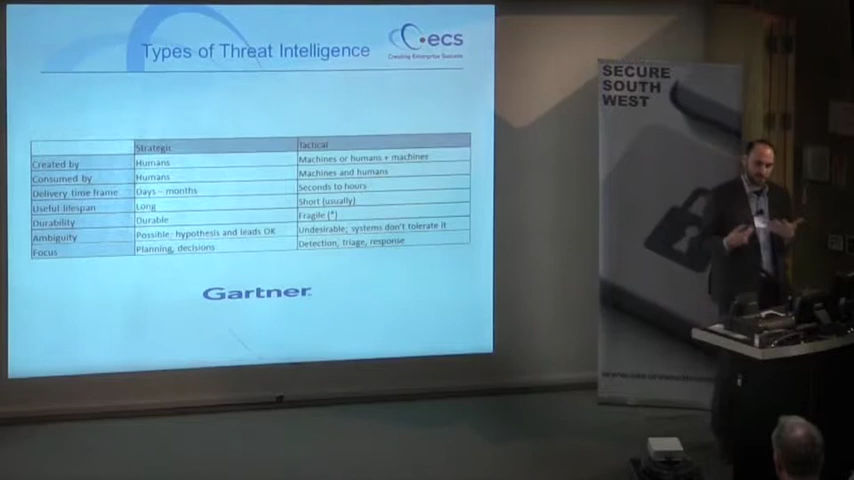 Types of Threat Intelligence
ecs
Creating Enterprise Success
Strategic Tactical
Created by Humans Machines or humans + machines
Consumed by Humans Machines and humans
Delivery time frame Days – months Seconds to hours
Useful lifespan Long Short (usually)
Durability Durable Fragile (*)
Ambiguity Possible; hypothesis and leads OK Undesirable; systems don't tolerate it
Focus Planning, decisions Detection, triage, response
Gartner
SECURE
SOUTH
WEST